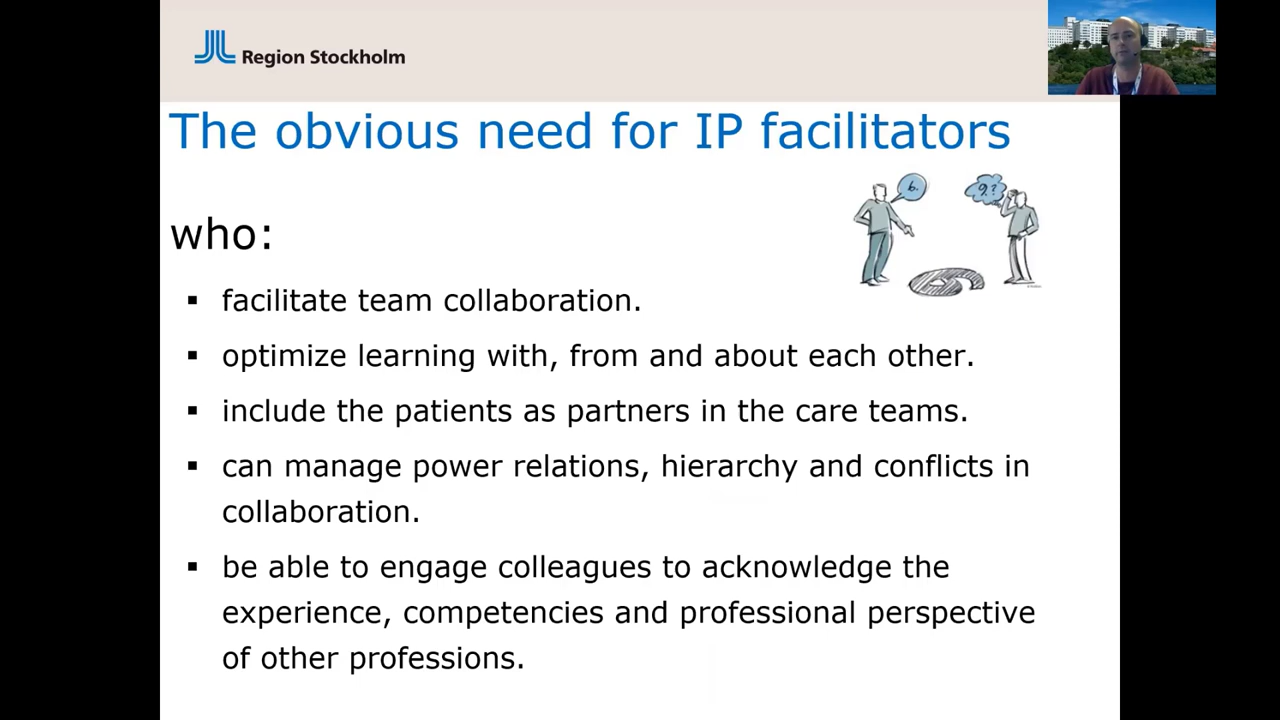 Region Stockholm
The obvious need for IP facilitators
6.
9?
who:
▪ facilitate team collaboration.
▪ optimize learning with, from and about each other.
▪ include the patients as partners in the care teams.
▪ can manage power relations, hierarchy and conflicts in
collaboration.
▪ be able to engage colleagues to acknowledge the
experience, competencies and professional perspective
of other professions.